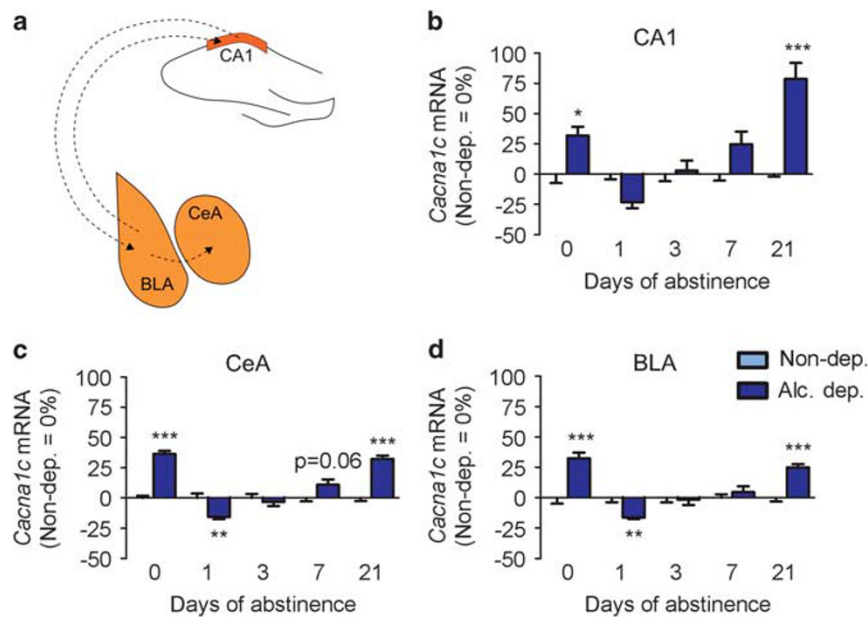 a
CA1
CeA
BLA
b
CA1
Cacna1c mRNA
(Non-dep. = 0%)
100
75
50
25
0
-25
-50
*
***
0 1 3 7 21
Days of abstinence
c
CeA
Cacna1c mRNA
(Non-dep. = 0%)
100
75
50
25
0
-25
-50
***
**
p=0.06
***
0 1 3 7 21
Days of abstinence
d
BLA
Non-dep.
Alc. dep.
Cacna1c mRNA
(Non-dep. = 0%)
100
75
50
25
0
-25
-50
***
**
***
0 1 3 7 21
Days of abstinence